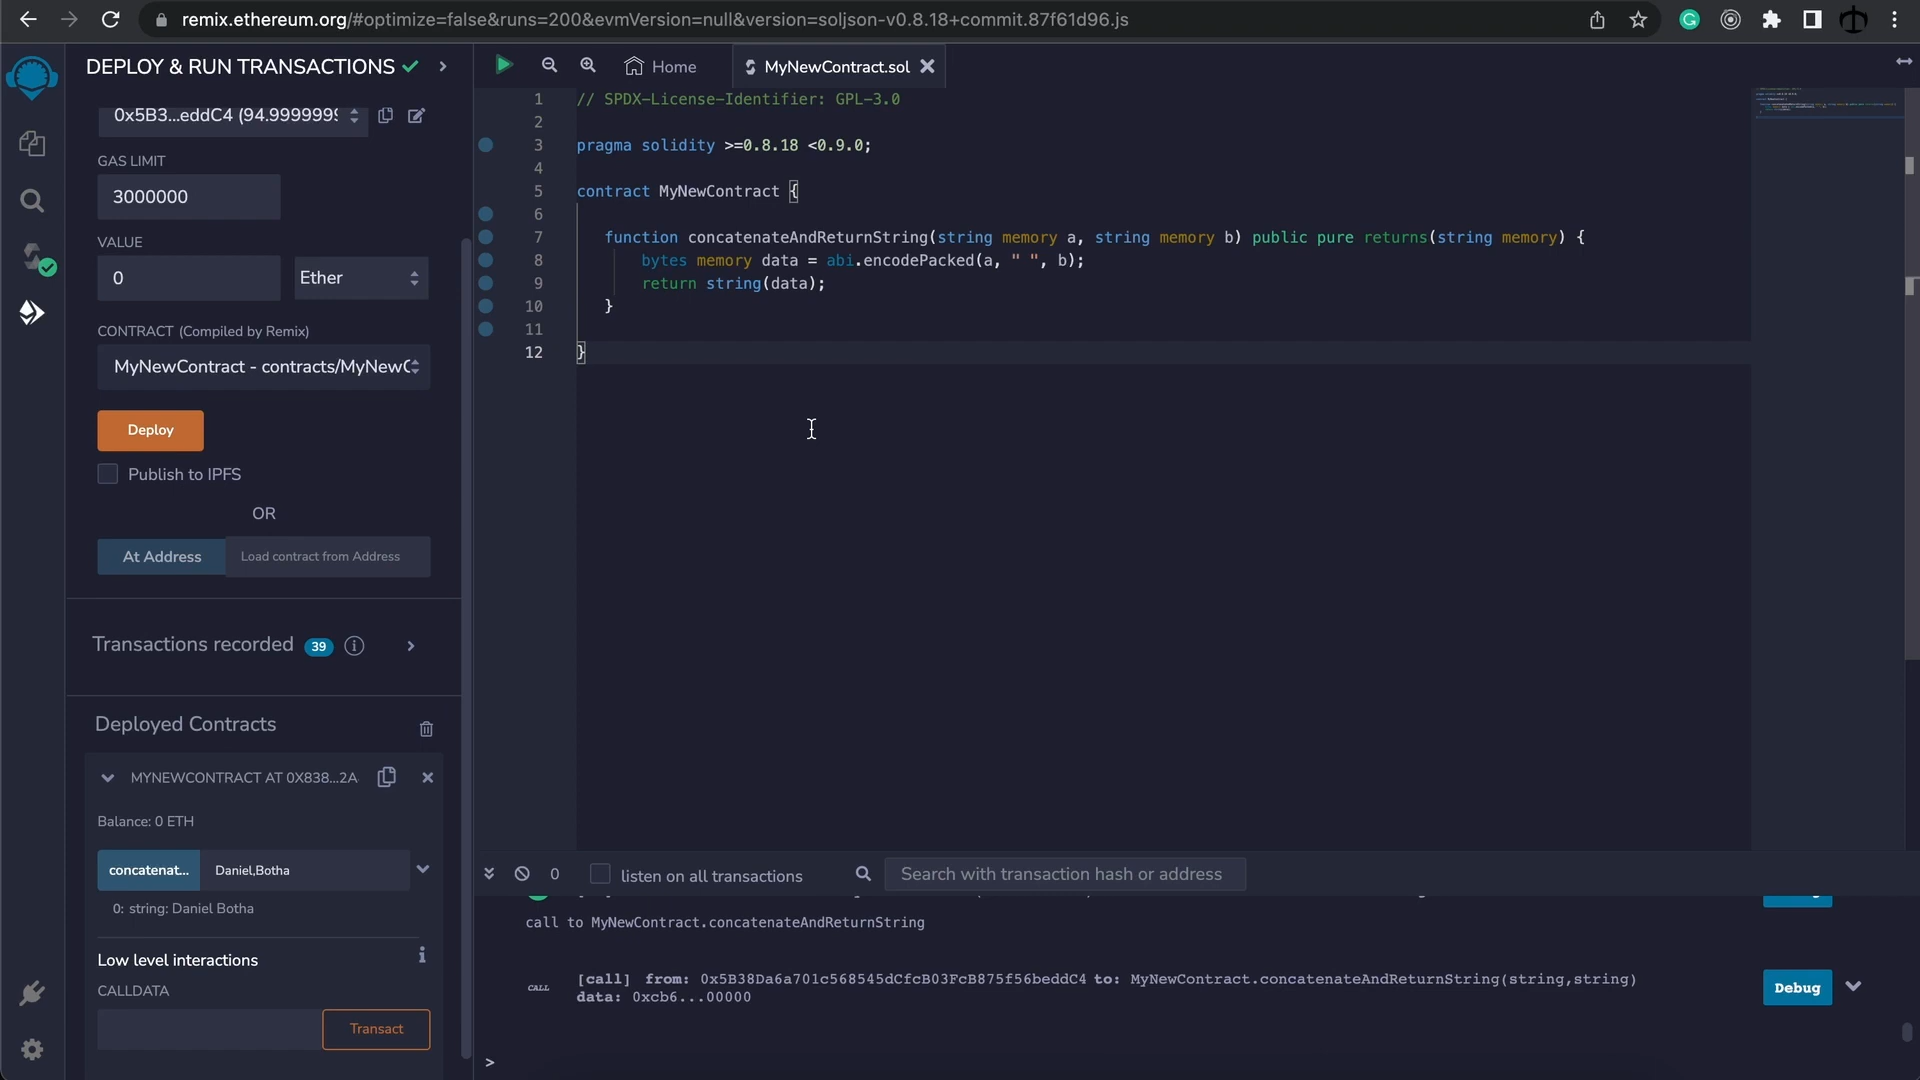 remix.ethereum.org/#optimize=false&runs=200&evmVersion=null&version=soljson-v0.8.18+commit.87f61d96.js
DEPLOY & RUN TRANSACTIONS
0x5B3...eddC4 (94.9999999
GAS LIMIT
3000000
VALUE
0
Ether
CONTRACT (Compiled by Remix)
MyNewContract - contracts/MyNewC
Deploy
Publish to IPFS
OR
At Address
Load contract from Address
Transactions recorded 39 i
Deployed Contracts
MYNEWCONTRACT AT 0X838...2A
Balance: 0 ETH
concatenat...
Daniel,Botha
0: string: Daniel Botha
Low level interactions
i
CALLDATA
Transact
Home
MyNewContract.sol
1 // SPDX-License-Identifier: GPL-3.0
2
3 pragma solidity >=0.8.18 <0.9.0;
4
5 contract MyNewContract {
6
7 function concatenateAndReturnString(string memory a, string memory b) public pure returns(string memory) {
8 bytes memory data = abi.encodePacked(a, " ", b);
9 return string(data);
10 }
11
12 }
0
listen on all transactions
Search with transaction hash or address
call to MyNewContract.concatenateAndReturnString
CALL
[call] from: 0x5B38Da6a701c568545dCfcB03FcB875f56beddC4 to: MyNewContract.concatenateAndReturnString(string,string)
data: 0xcb6...00000
Debug
>